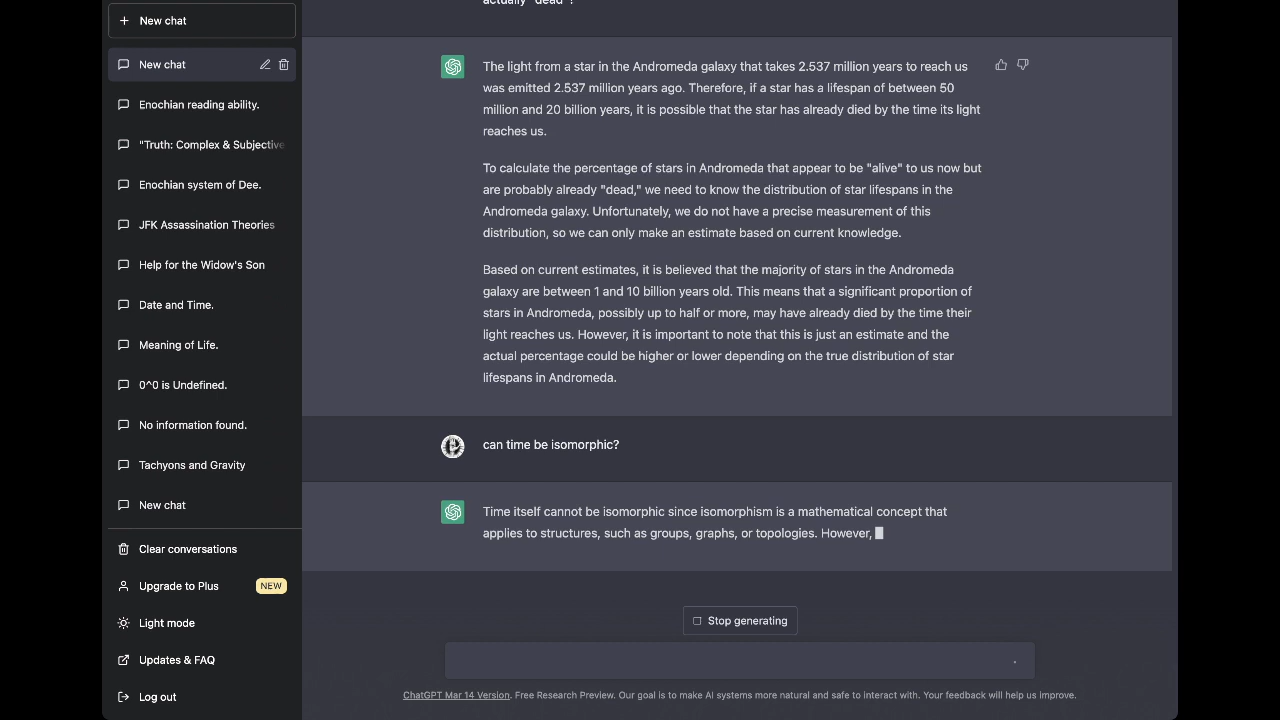 New chat
New chat
Enochian reading ability.
"Truth: Complex & Subjective
Enochian system of Dee.
JFK Assassination Theories
Help for the Widow's Son
Date and Time.
Meaning of Life.
0^0 is Undefined.
No information found.
Tachyons and Gravity
New chat
Clear conversations
Upgrade to Plus
NEW
Light mode
Updates & FAQ
Log out
actually "dead"?
The light from a star in the Andromeda galaxy that takes 2.537 million years to reach us
was emitted 2.537 million years ago. Therefore, if a star has a lifespan of between 50
million and 20 billion years, it is possible that the star has already died by the time its light
reaches us.
To calculate the percentage of stars in Andromeda that appear to be "alive" to us now but
are probably already "dead," we need to know the distribution of star lifespans in the
Andromeda galaxy. Unfortunately, we do not have a precise measurement of this
distribution, so we can only make an estimate based on current knowledge.
Based on current estimates, it is believed that the majority of stars in the Andromeda
galaxy are between 1 and 10 billion years old. This means that a significant proportion of
stars in Andromeda, possibly up to half or more, may have already died by the time their
light reaches us. However, it is important to note that this is just an estimate and the
actual percentage could be higher or lower depending on the true distribution of star
lifespans in Andromeda.
can time be isomorphic?
Time itself cannot be isomorphic since isomorphism is a mathematical concept that
applies to structures, such as groups, graphs, or topologies. However,
Stop generating
ChatGPT Mar 14 Version. Free Research Preview. Our goal is to make AI systems more natural and safe to interact with. Your feedback will help us improve.